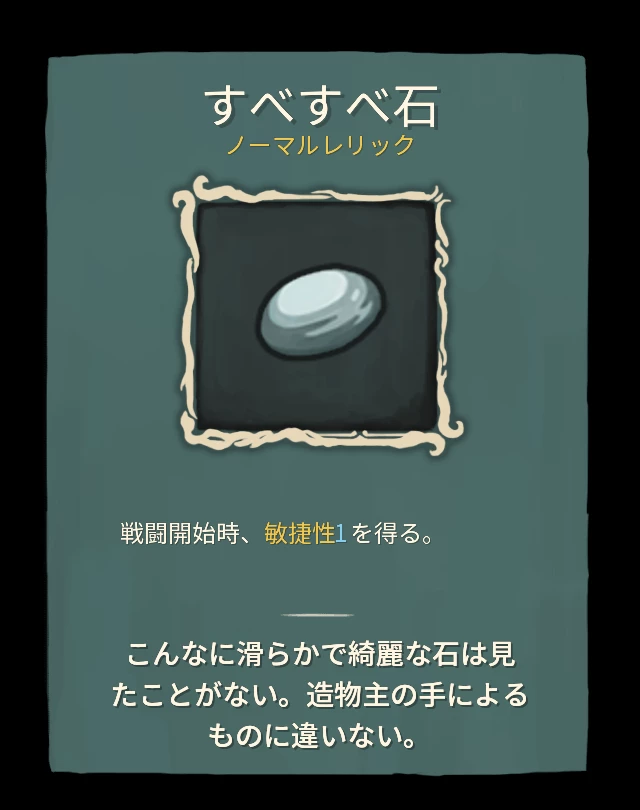 すべすべ石
ノーマルレリック
戦闘開始時、敏捷性1を得る。
こんなに滑らかで綺麗な石は見
たことがない。造物主の手による
ものに違いない。